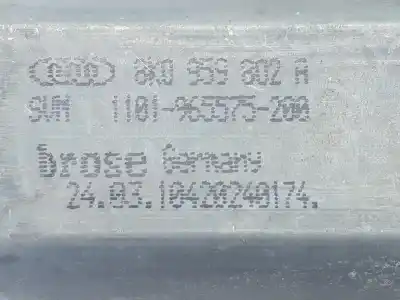 8K0 959 802 A
SWM 1101-965575-200
brose Germany
24.03.10420240174.